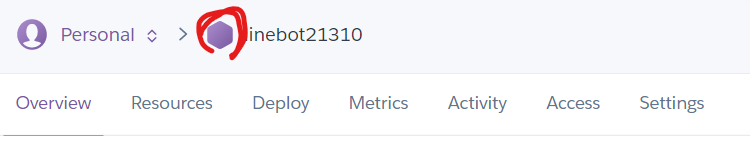 Personal > inebot21310
Overview Resources Deploy Metrics Activity Access Settings